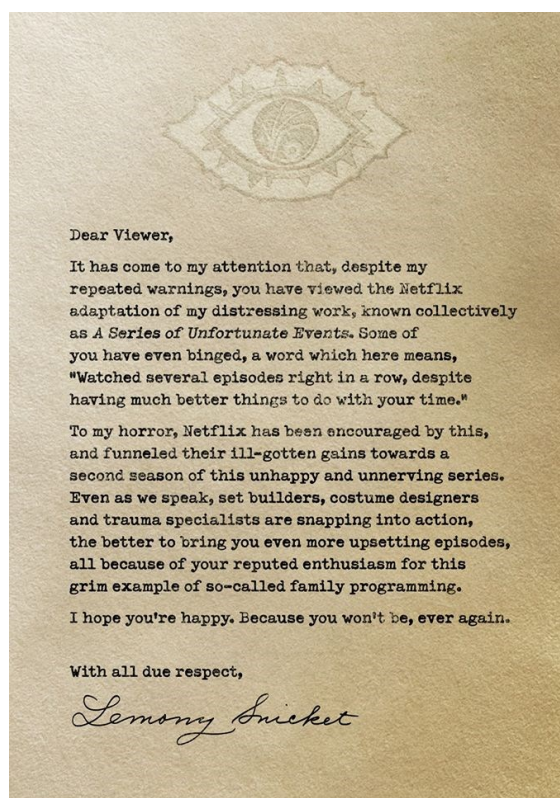 Dear Viewer,
It has come to my attention that, despite my
repeated warnings, you have viewed the Netflix
adaptation of my distressing work, known collectively
as A Series of Unfortunate Events. Some of
you have even binged, a word which here means,
"Watched several episodes right in a row, despite
having much better things to do with your time."
To my horror, Netflix has been encouraged by this,
and funneled their ill-gotten gains towards a
second season of this unhappy and unnerving series.
Even as we speak, set builders, costume designers
and trauma specialists are snapping into action,
the better to bring you even more upsetting episodes,
all because of your reputed enthusiasm for this
grim example of so-called family programming.
I hope you're happy. Because you won't be, ever again.
With all due respect,
Lemony Snicket